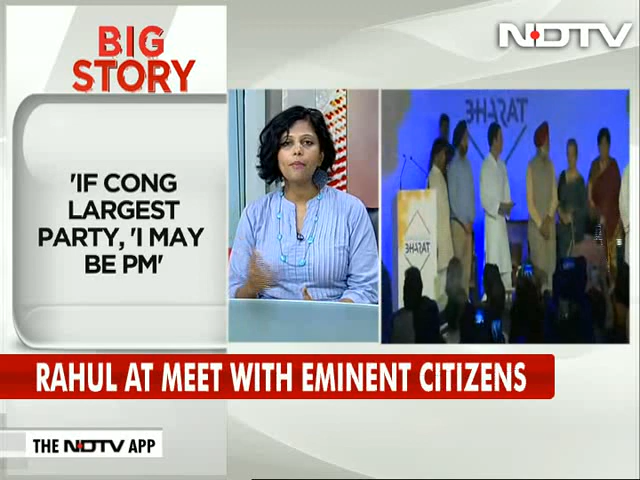 BIG
STORY
NDTV
'IF CONG
LARGEST
PARTY, 'I MAY
BE PM'
RAHUL AT MEET WITH EMINENT CITIZENS
THE NDTV APP